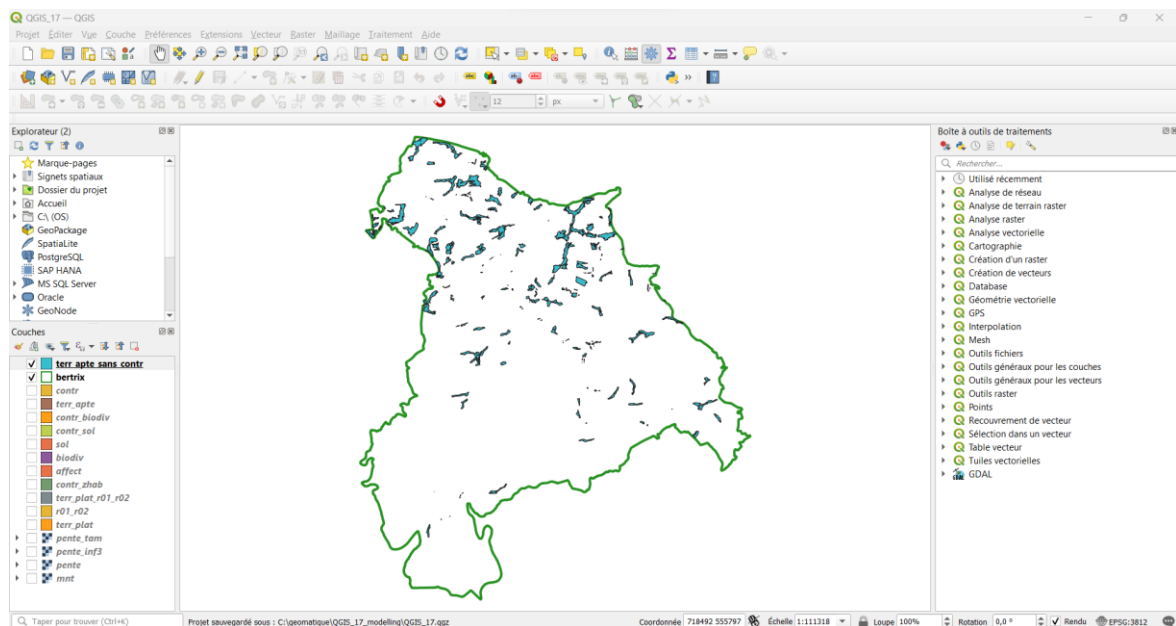 QGIS_17 — QGIS
Projet Éditer Vue Couche Préférences Extensions Vecteur Raster Maillage Traitement Aide
12 px
Explorateur (2)
Marque-pages
Signets spatiaux
Dossier du projet
Accueil
C:\ (OS)
GeoPackage
SpatiaLite
PostgreSQL
SAP HANA
MS SQL Server
Oracle
GeoNode
Couches
terr_apte_sans_contr
bertrix
contr
terr_apte
contr_biodiv
contr_sol
sol
biodiv
affect
contr_zhab
terr_plat_r01_r02
r01_r02
terr_plat
pente_tam
pente_inf3
pente
mnt
Boîte à outils de traitements
Rechercher...
Utilisé récemment
Analyse de réseau
Analyse de terrain raster
Analyse raster
Analyse vectorielle
Cartographie
Création d'un raster
Création de vecteurs
Database
Géométrie vectorielle
GPS
Interpolation
Mesh
Outils fichiers
Outils généraux pour les couches
Outils généraux pour les vecteurs
Outils raster
Points
Recouvrement de vecteur
Sélection dans un vecteur
Table vecteur
Tuiles vectorielles
GDAL
Taper pour trouver (Ctrl+K) Projet sauvegardé sous : C:\geomatique\QGIS_17_modelling\QGIS_17.qgz Coordonnée 718492 555797 Échelle 1:111318 Loupe 100% Rotation 0,0 ° Rendu EPSG:3812